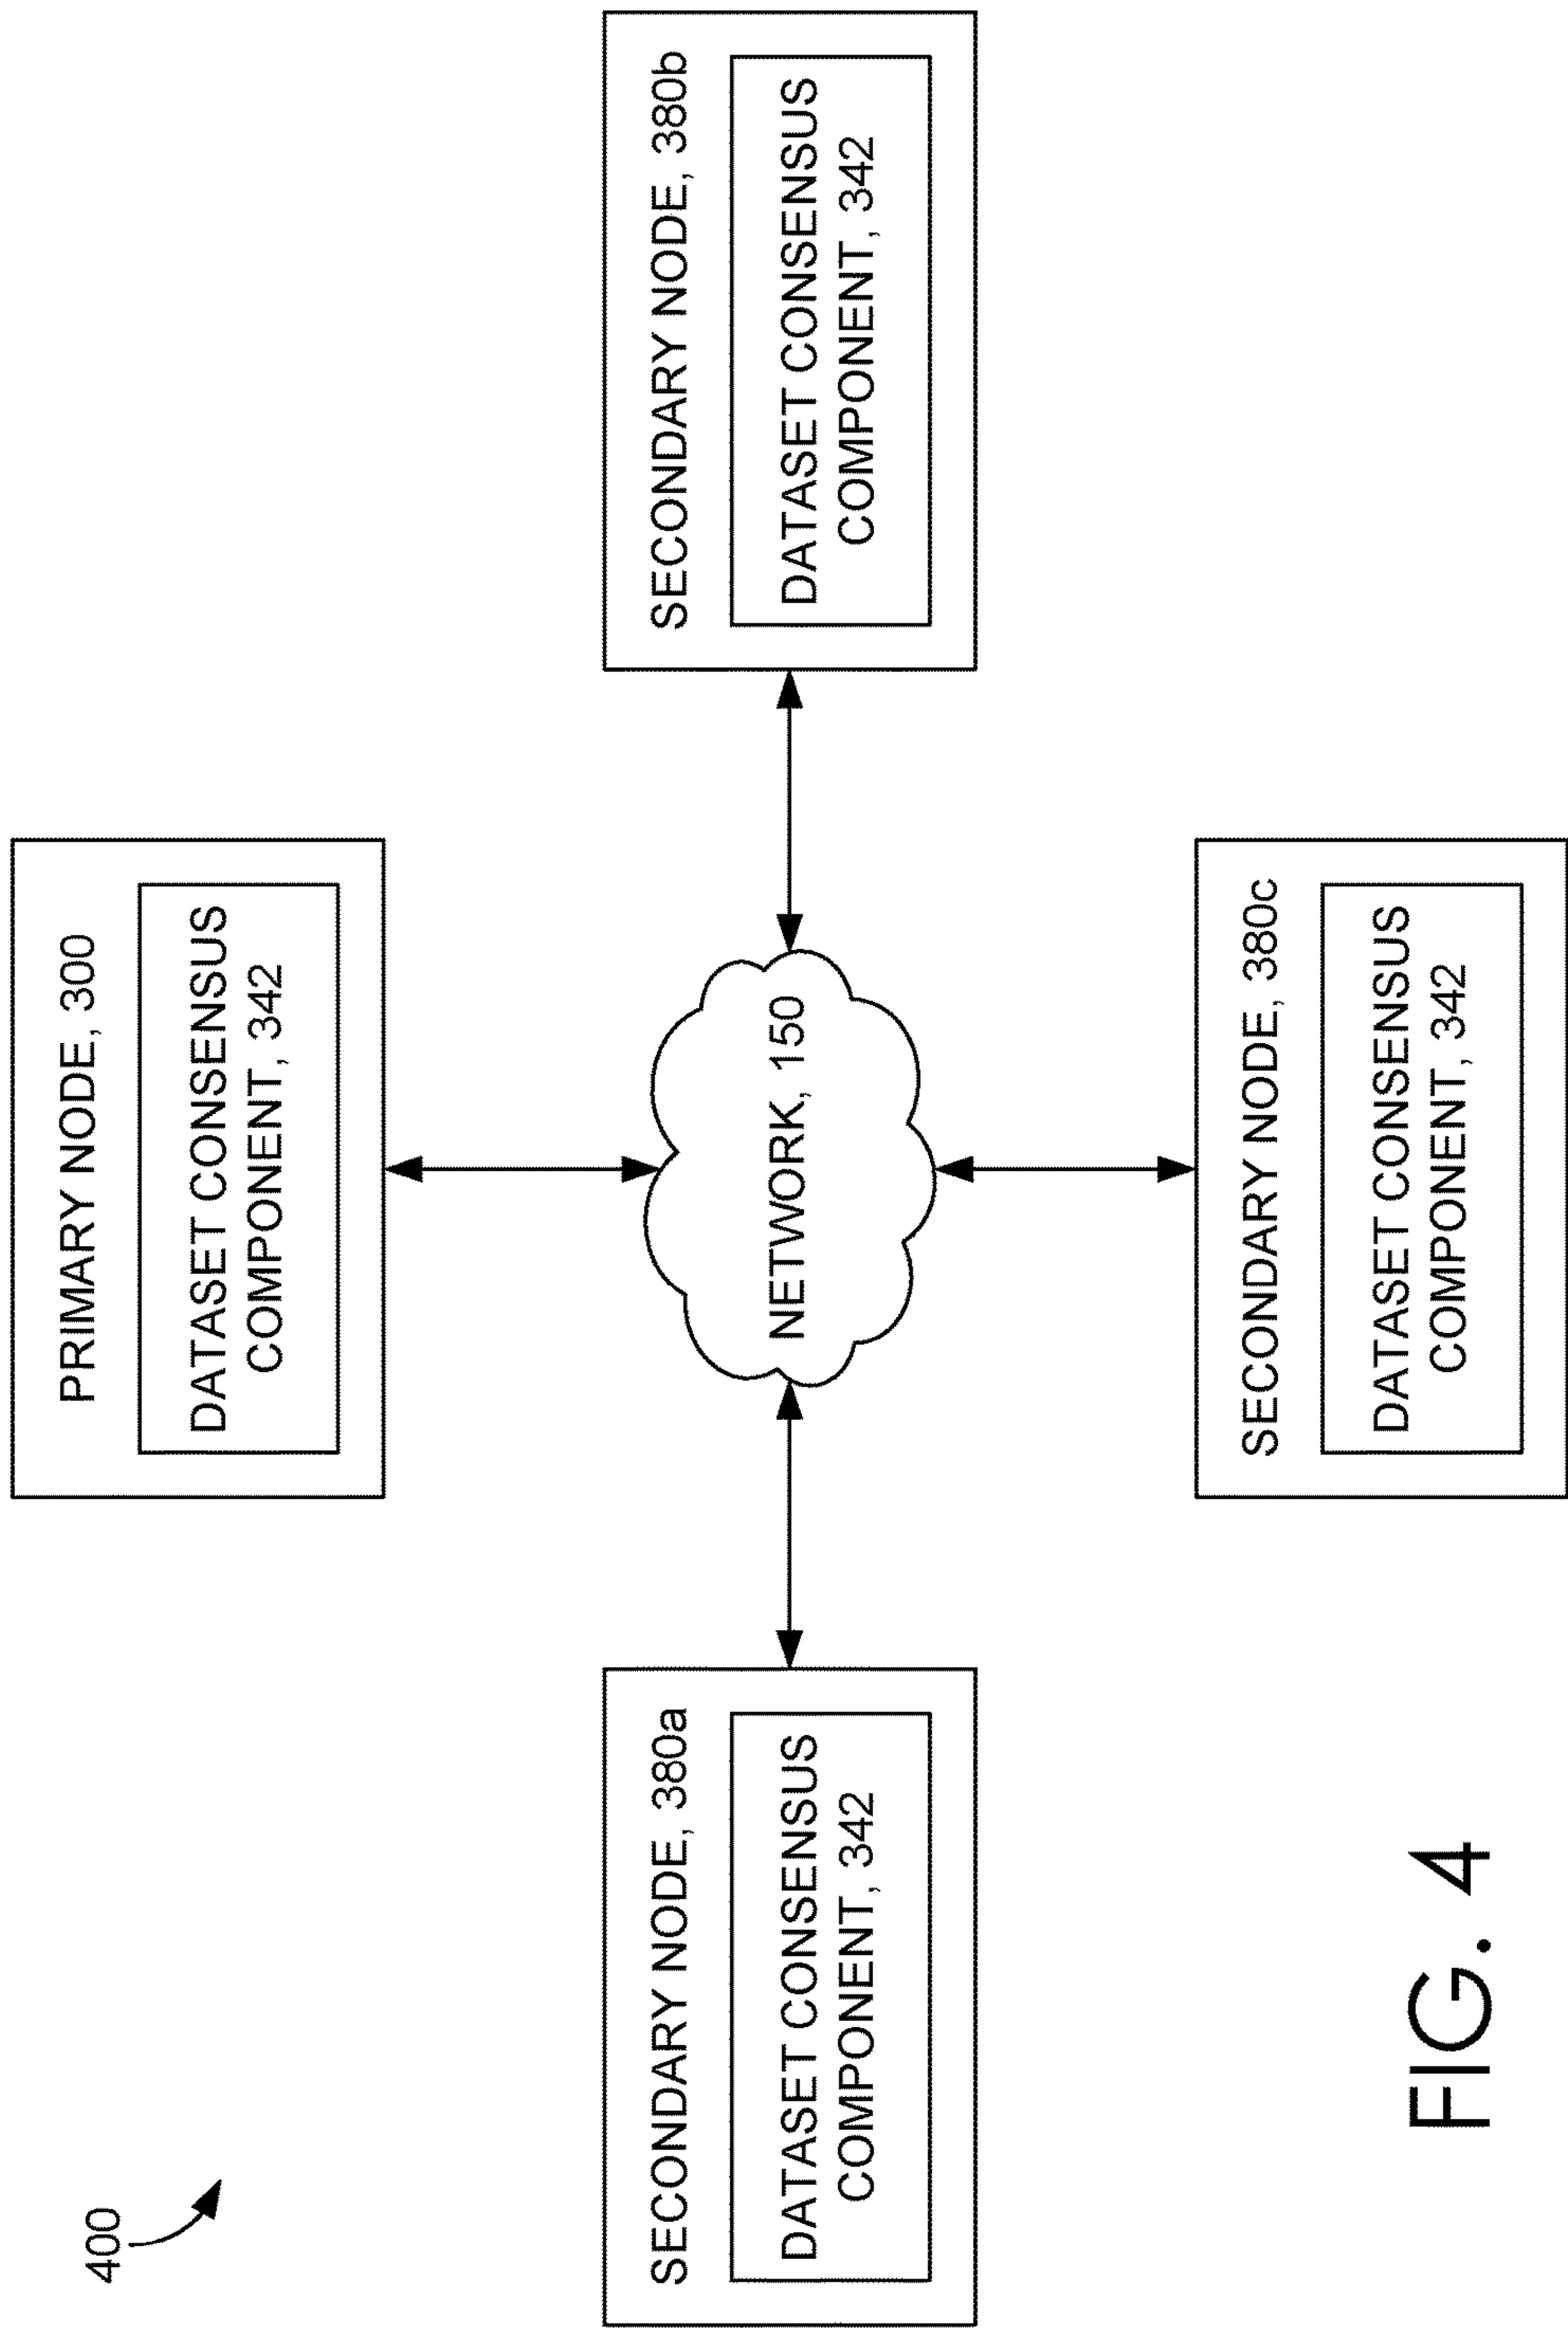 400
PRIMARY NODE, 300
DATASET CONSENSUS
COMPONENT, 342
SECONDARY NODE, 380a
DATASET CONSENSUS
COMPONENT, 342
NETWORK, 150
SECONDARY NODE, 380b
DATASET CONSENSUS
COMPONENT, 342
SECONDARY NODE, 380c
DATASET CONSENSUS
COMPONENT, 342
FIG. 4